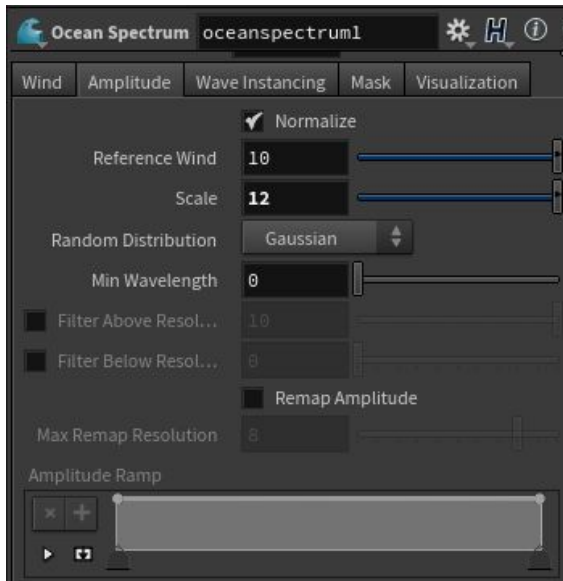 Ocean Spectrum oceanspectrum1
Wind Amplitude Wave Instancing Mask Visualization
Normalize
Reference Wind 10
Scale 12
Random Distribution Gaussian
Min Wavelength 0
Filter Above Resol... 10
Filter Below Resol... 0
Remap Amplitude
Max Remap Resolution 8
Amplitude Ramp